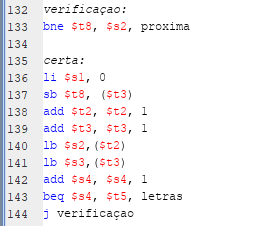 132 verificaçao:
133 bne $t8, $s2, proxima
134
135 certa:
136 li $s1, 0
137 sb $t8, ($t3)
138 add $t2, $t2, 1
139 add $t3, $t3, 1
140 lb $s2,($t2)
141 lb $s3,($t3)
142 add $s4, $s4, 1
143 beq $s4, $t5, letras
144 j verificaçao